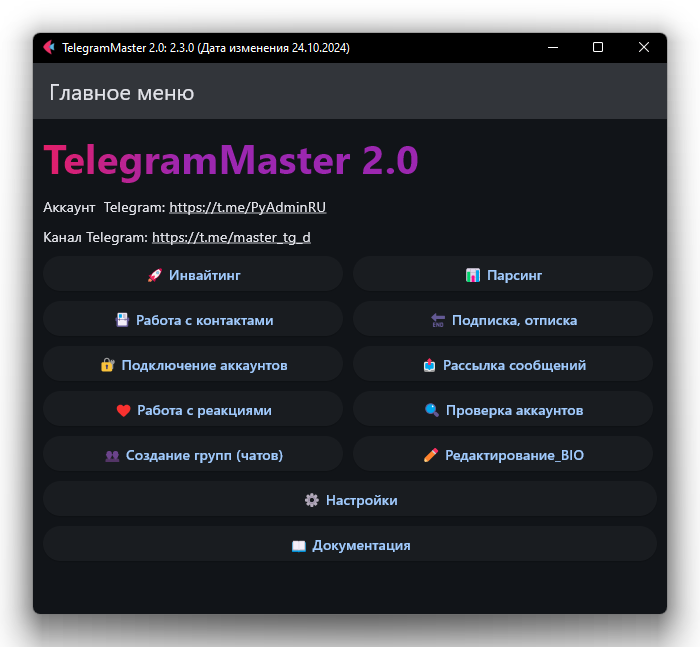 TelegramMaster 2.0: 2.3.0 (Дата изменения 24.10.2024)
Главное меню
TelegramMaster 2.0
Аккаунт Telegram: https://t.me/PyAdminRU
Канал Telegram: https://t.me/master_tg_d
🚀 Инвайтинг
📊 Парсинг
📇 Работа с контактами
🔚 Подписка, отписка
🔐 Подключение аккаунтов
📤 Рассылка сообщений
❤️ Работа с реакциями
🔍 Проверка аккаунтов
👥 Создание групп (чатов)
✏️ Редактирование_BIO
⚙️ Настройки
📖 Документация